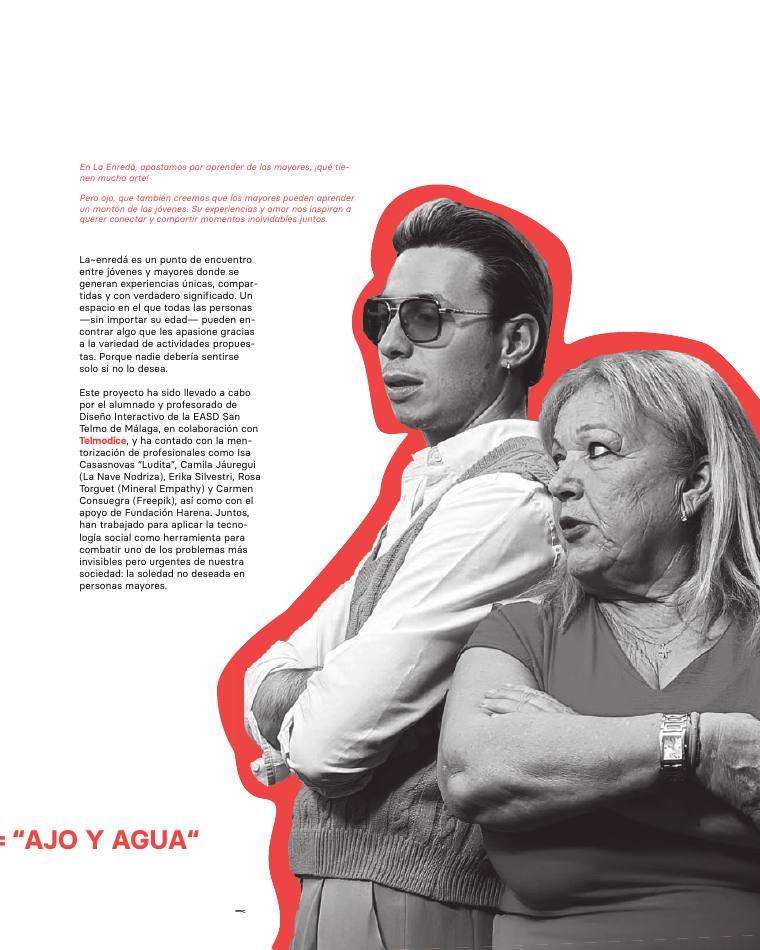 En La Enredá, apostamos por aprender de los mayores, ¡qué tie-
nen mucha arte!
Pero ojo, que también creemos que los mayores pueden aprender
un montón de los jóvenes. Su experiencias y amor nos inspiran a
querer conectar y compartir momentos inolvidables juntos.
La~enredá es un punto de encuentro
entre jóvenes y mayores donde se
generan experiencias únicas, compar-
tidas y con verdadero significado. Un
espacio en el que todas las personas
—sin importar su edad— pueden en-
contrar algo que les apasione gracias
a la variedad de actividades propues-
tas. Porque nadie debería sentirse
solo si no lo desea.
Este proyecto ha sido llevado a cabo
por el alumnado y profesorado de
Diseño Interactivo de la EASD San
Telmo de Málaga, en colaboración con
Telmodice, y ha contado con la men-
torización de profesionales como Isa
Casasnovas “Ludita”, Camila Jáuregui
(La Nave Nodriza), Erika Silvestri, Rosa
Torguet (Mineral Empathy) y Carmen
Consuegra (Freepik), así como con el
apoyo de Fundación Harena. Juntos,
han trabajado para aplicar la tecno-
logía social como herramienta para
combatir uno de los problemas más
invisibles pero urgentes de nuestra
sociedad: la soledad no deseada en
personas mayores.
= “AJO Y AGUA“